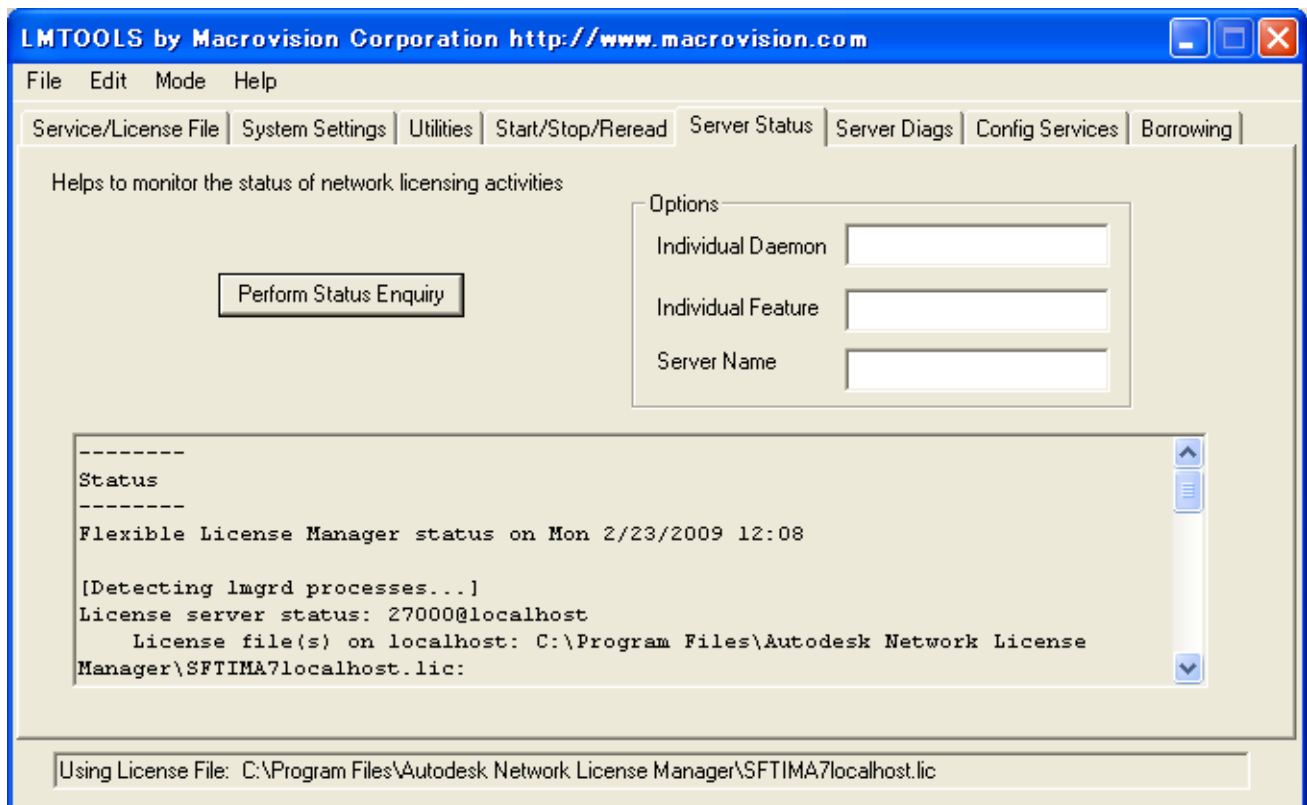 LMTOOLS by Macrovision Corporation http://www.macrovision.com
File Edit Mode Help
Service/License File System Settings Utilities Start/Stop/Reread Server Status Server Diags Config Services Borrowing
Helps to monitor the status of network licensing activities
Options
Individual Daemon
Perform Status Enquiry
Individual Feature
Server Name
--------
Status
--------
Flexible License Manager status on Mon 2/23/2009 12:08
[Detecting lmgrd processes...]
License server status: 27000@localhost
License file(s) on localhost: C:\Program Files\Autodesk Network License
Manager\SFTIMA7localhost.lic:
Using License File: C:\Program Files\Autodesk Network License Manager\SFTIMA7localhost.lic